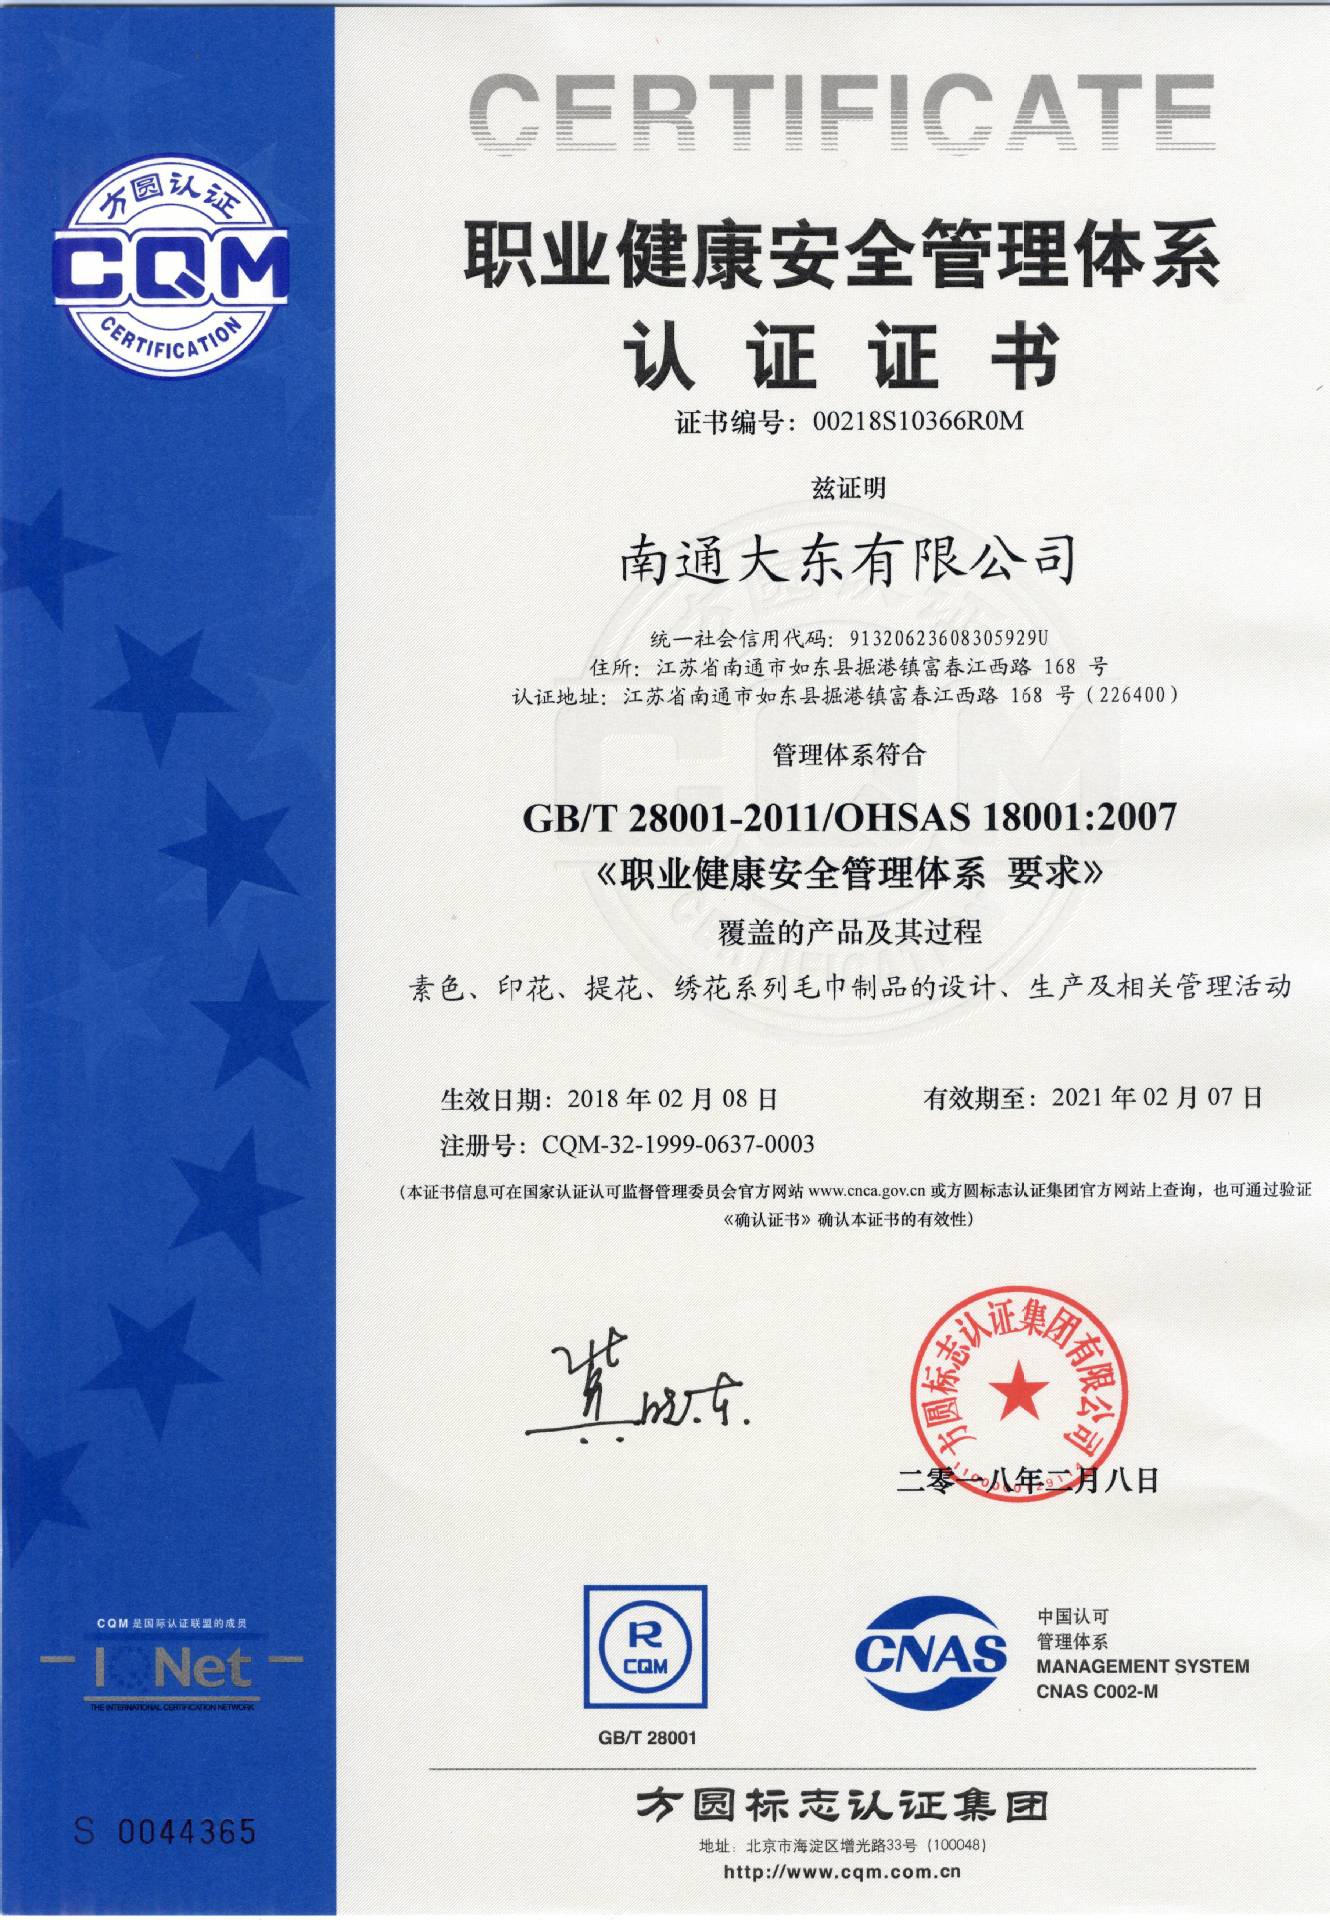 CERTIFICATE
方圆认证
CQM
CERTIFICATION
职业健康安全管理体系
认证证书
证书编号：00218S10366R0M
兹证明
南通大东有限公司
统一社会信用代码：91320623608305929U
住所：江苏省南通市如东县掘港镇富春江西路 168 号
认证地址：江苏省南通市如东县掘港镇富春江西路 168 号（226400）
管理体系符合
GB/T 28001-2011/OHSAS 18001:2007
《职业健康安全管理体系 要求》
覆盖的产品及其过程
素色、印花、提花、绣花系列毛巾制品的设计、生产及相关管理活动
生效日期：2018 年 02 月 08 日
有效期至：2021 年 02 月 07 日
注册号：CQM-32-1999-0637-0003
（本证书信息可在国家认证认可监督管理委员会官方网站 www.cnca.gov.cn 或方圆标志认证集团官方网站上查询，也可通过验证
《确认证书》确认本证书的有效性）
方圆标志认证集团有限公司
二零一八年二月八日
CQM 是国际认证联盟的成员
IQNet
THE INTERNATIONAL CERTIFICATION NETWORK
R
CQM
GB/T 28001
CNAS
中国认可
管理体系
MANAGEMENT SYSTEM
CNAS C002-M
S 0044365
方圆标志认证集团
地址：北京市海淀区增光路33号（100048）
http://www.cqm.com.cn